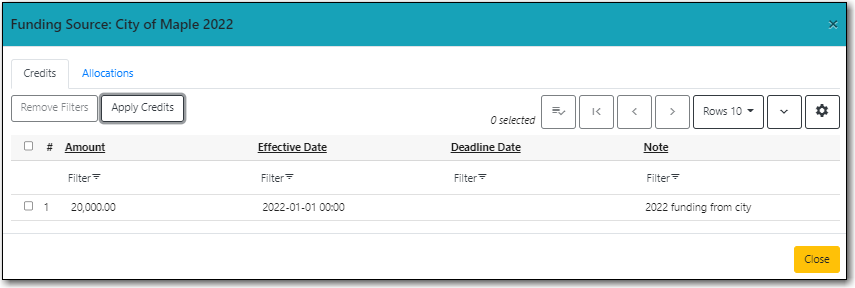 Funding Source: City of Maple 2022 ×
Credits Allocations
Remove Filters Apply Credits 0 selected Rows 10
# Amount Effective Date Deadline Date Note
Filter Filter Filter Filter
1 20,000.00 2022-01-01 00:00 2022 funding from city
Close